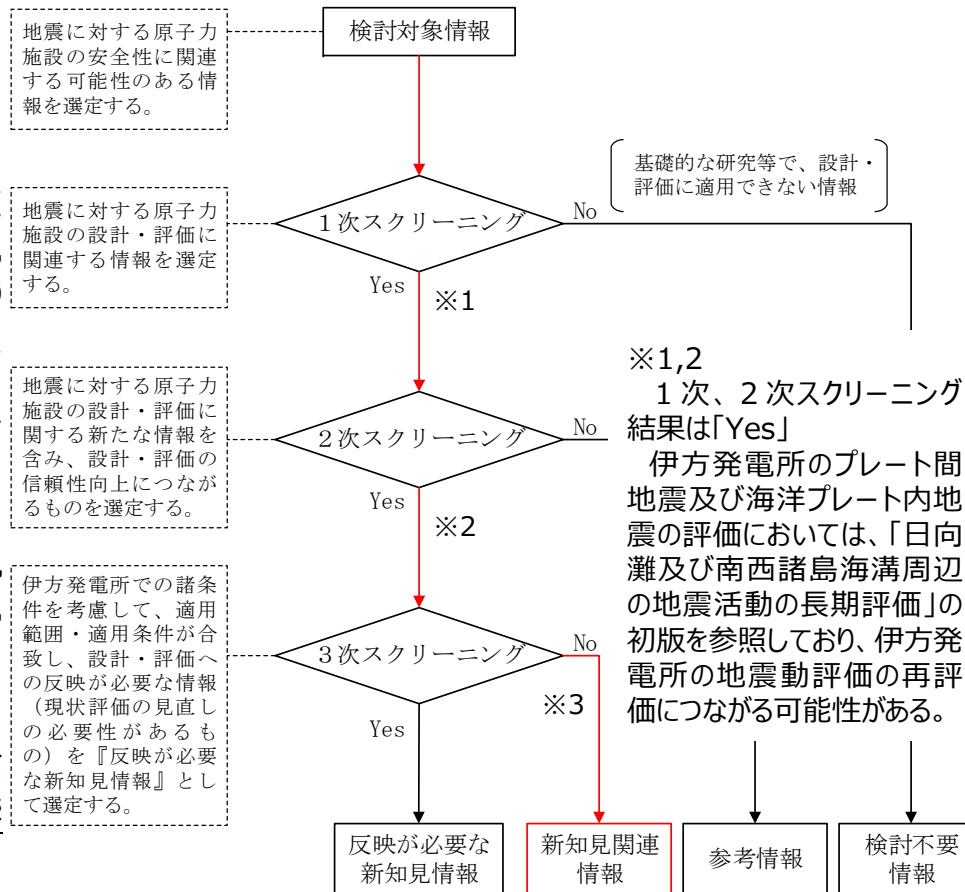 地震に対する原子力
施設の安全性に関連
する可能性のある情
報を選定する。
検討対象情報
基礎的な研究等で、設計・
評価に適用できない情報
地震に対する原子力
施設の設計・評価に
関連する情報を選定
する。
1次スクリーニング
No
Yes
※1
地震に対する原子力
施設の設計・評価に
関する新たな情報を
含み、設計・評価の
信頼性向上につなが
るものを選定する。
2次スクリーニング
No
Yes
※2
※1,2
1次、2次スクリーニング
結果は「Yes」
伊方発電所のプレート間
地震及び海洋プレート内地
震の評価においては、「日向
灘及び南西諸島海溝周辺
の地震活動の長期評価」の
初版を参照しており、伊方発
電所の地震動評価の再評
価につながる可能性がある。
伊方発電所での諸条
件を考慮して、適用
範囲・適用条件が合
致し、設計・評価へ
の反映が必要な情報
（現状評価の見直し
の必要性があるも
の）を『反映が必要
な新知見情報』とし
て選定する。
3次スクリーニング
No
※3
Yes
反映が必要な
新知見情報
新知見関連
情報
参考情報
検討不要
情報